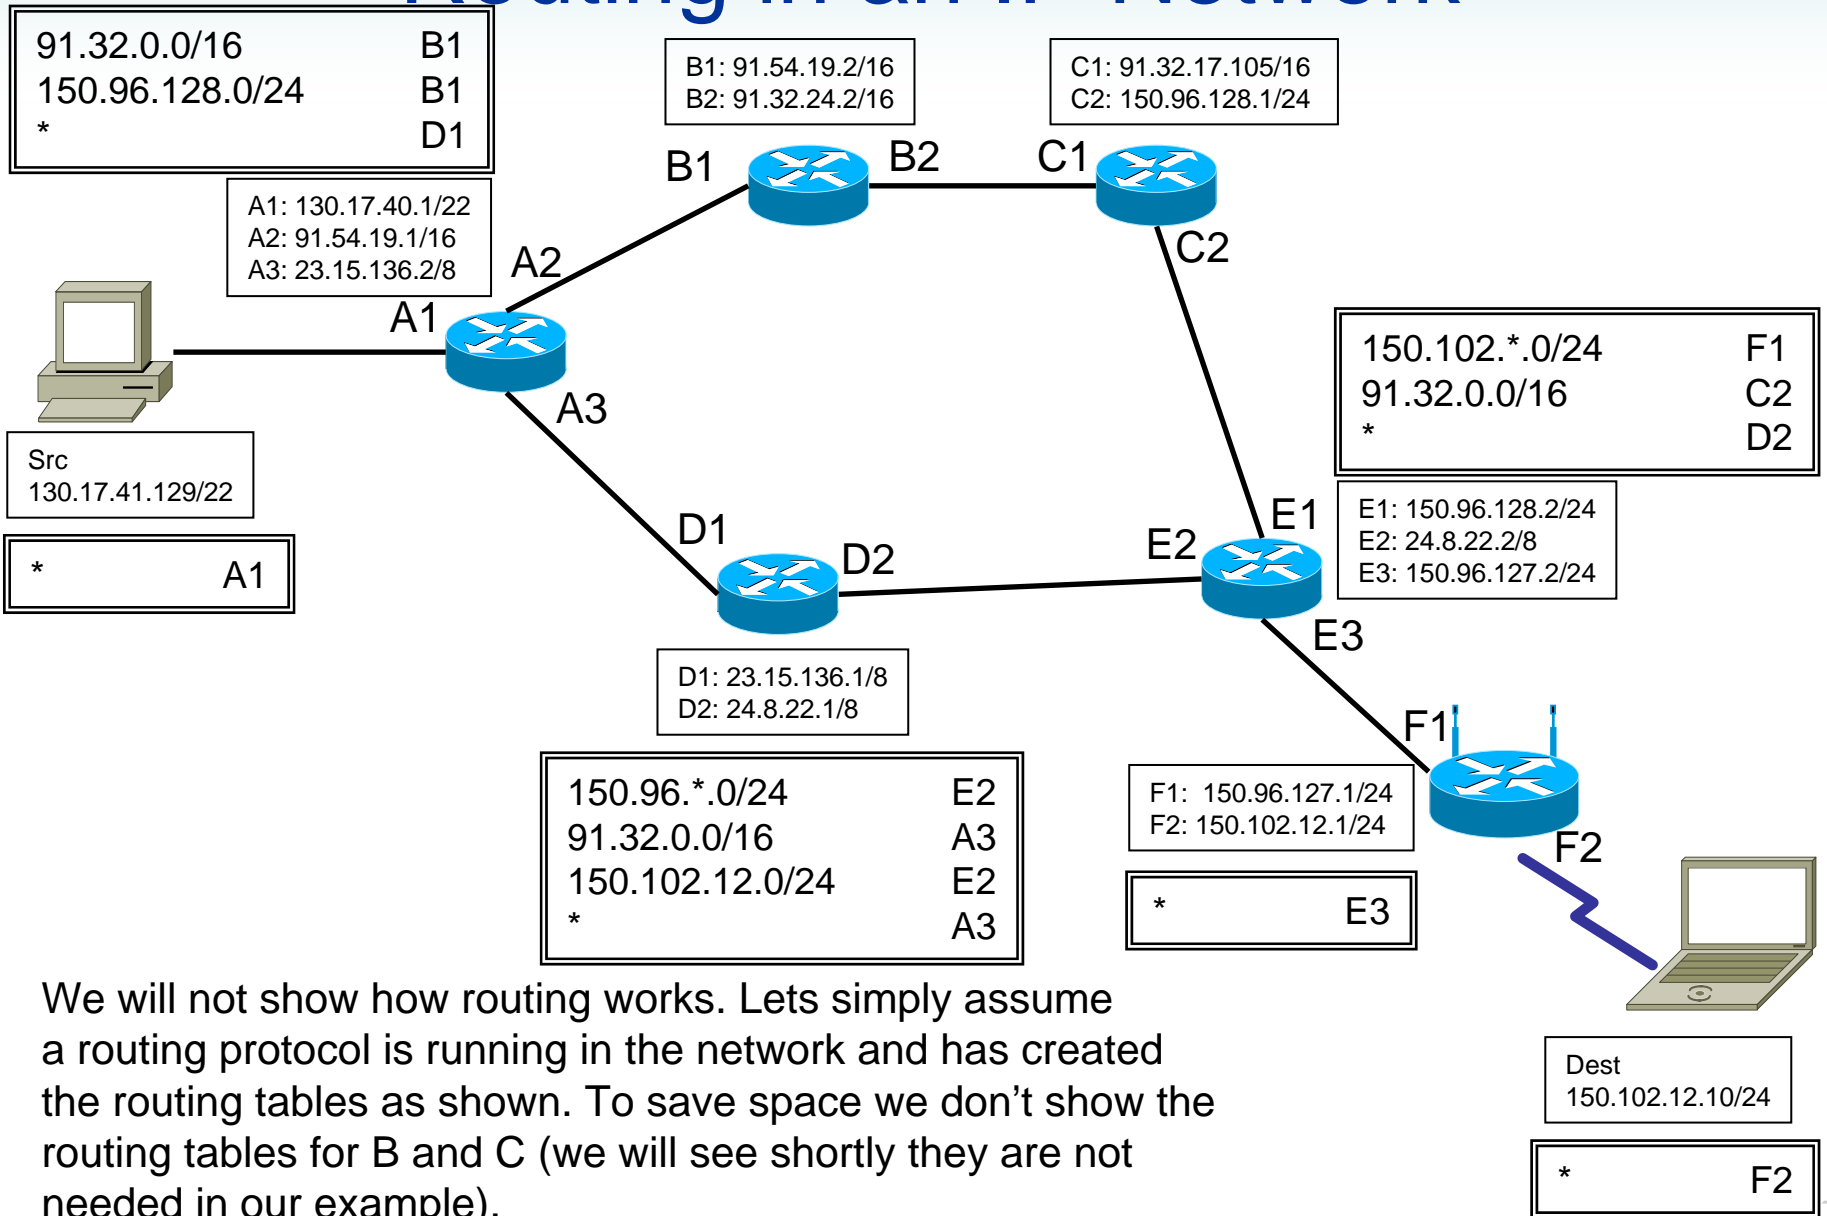 Routing in an IP Network
91.32.0.0/16 B1
150.96.128.0/24 B1
* D1
A1: 130.17.40.1/22
A2: 91.54.19.1/16
A3: 23.15.136.2/8
B1: 91.54.19.2/16
B2: 91.32.24.2/16
C1: 91.32.17.105/16
C2: 150.96.128.1/24
B1
B2
C1
C2
A2
A1
A3
Src
130.17.41.129/22
* A1
150.102.*.0/24 F1
91.32.0.0/16 C2
* D2
E1: 150.96.128.2/24
E2: 24.8.22.2/8
E3: 150.96.127.2/24
D1
D2
E2
E1
E3
D1: 23.15.136.1/8
D2: 24.8.22.1/8
150.96.*.0/24 E2
91.32.0.0/16 A3
150.102.12.0/24 E2
* A3
F1
F1: 150.96.127.1/24
F2: 150.102.12.1/24
F2
* E3
Dest
150.102.12.10/24
* F2
We will not show how routing works. Lets simply assume
a routing protocol is running in the network and has created
the routing tables as shown. To save space we don’t show the
routing tables for B and C (we will see shortly they are not
needed in our example).